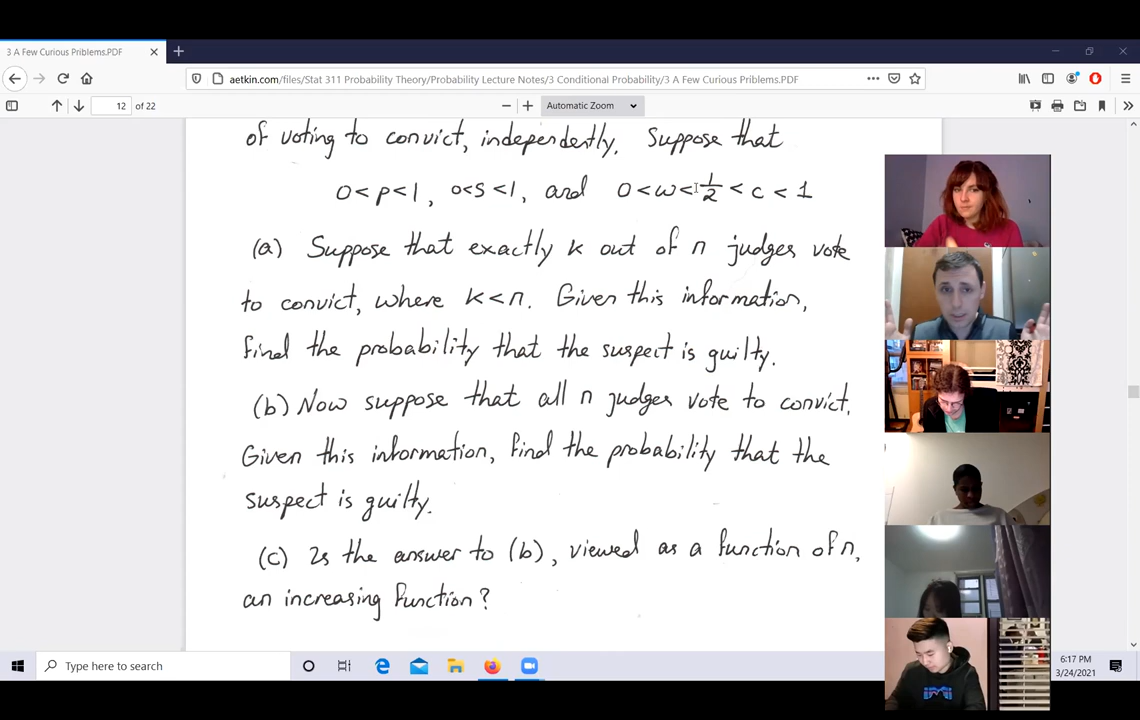 3 A Few Curious Priblems.PDF
aetkin.com/files/Stat 311 Probability Theory/Probability Lecture Notes/3 Conditional Probability/3 A Few Curious Priblems.PDF
12 of 22
Automatic Zoom
of voting to convict, independently. Suppose that
0<p<1, 0<s<1, and 0<w<1/2<c<1
(a) Suppose that exactly k out of n judges vote
to convict, where k<n. Given this information,
find the probability that the suspect is guilty.
(b) Now suppose that all n judges vote to convict.
Given this information, find the probability that the
suspect is guilty.
(c) Is the answer to (b), viewed as a function of n,
an increasing function?
Type here to search
6:17 PM
3/24/2021